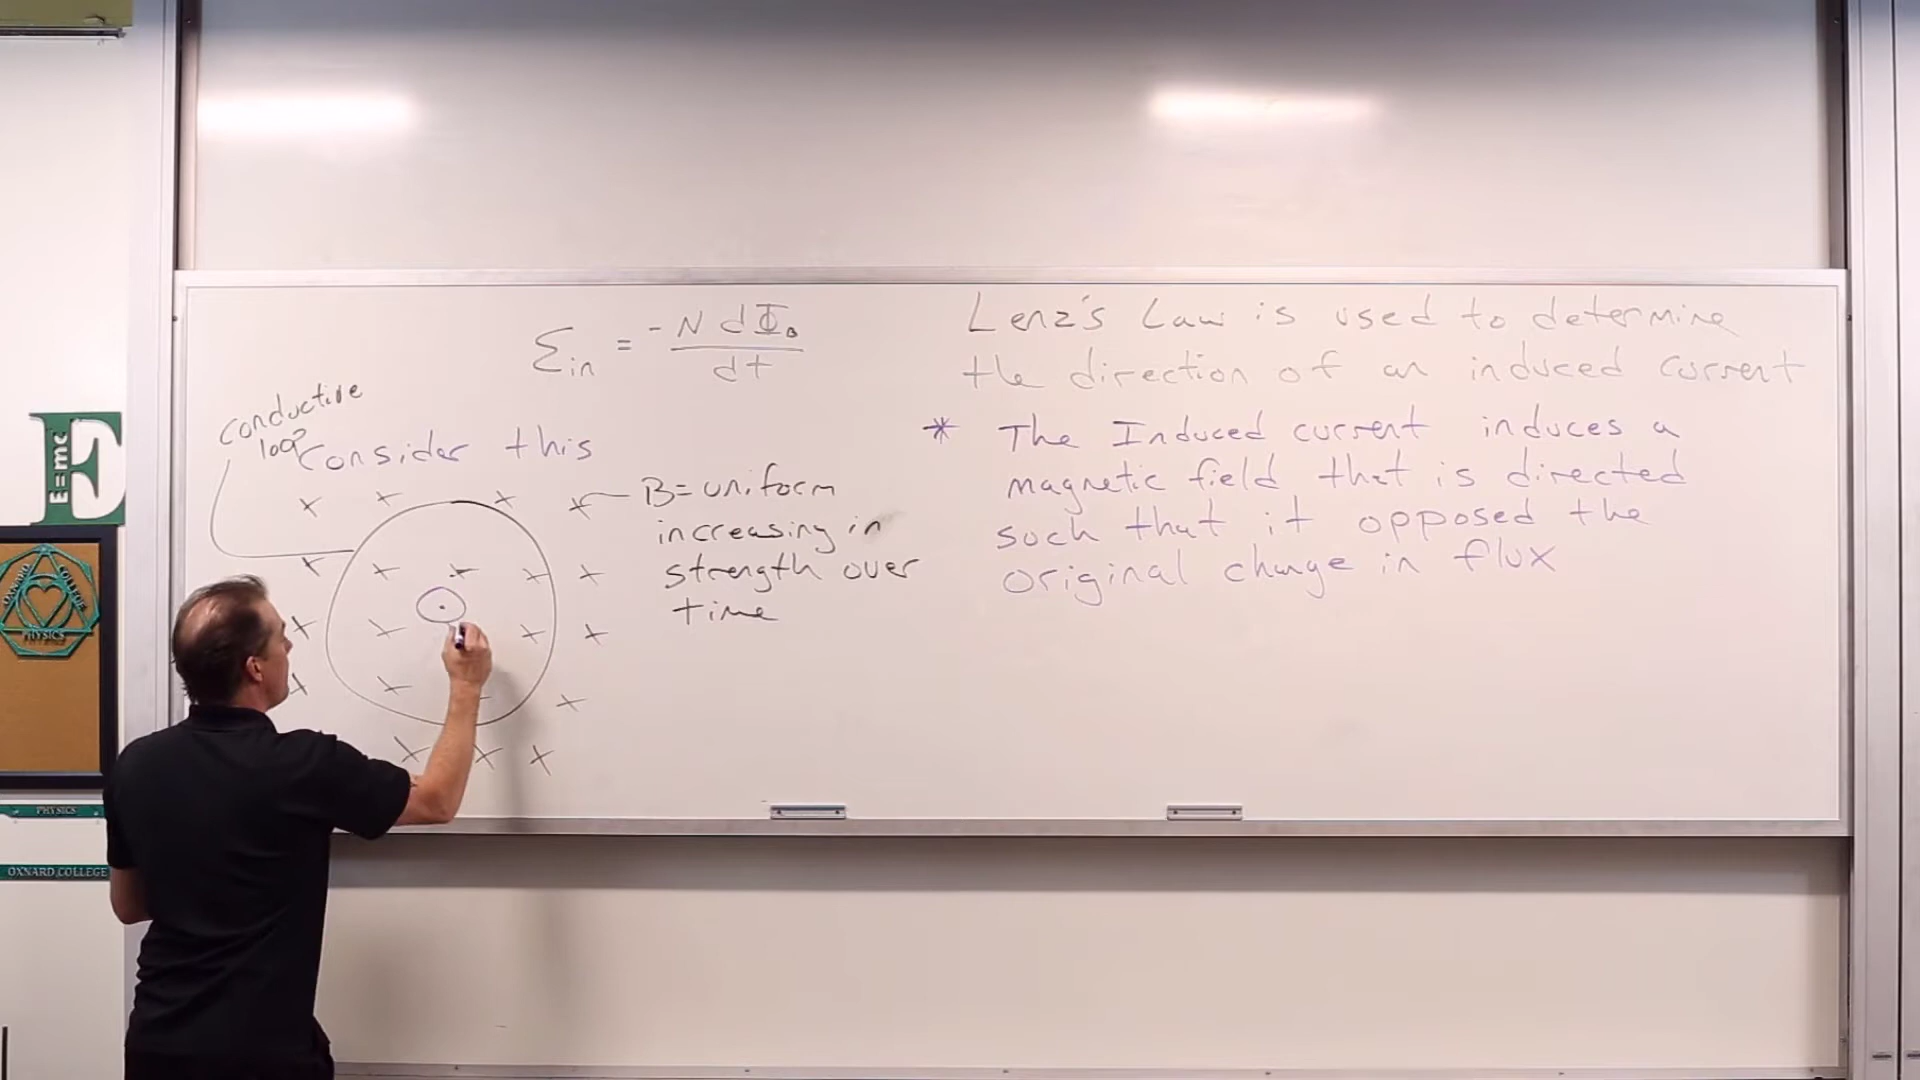 Ɛin = -N dΦB
dt
conductive
loop
Consider this
B = uniform
increasing in
strength over
time
Lenz's Law is used to determine
the direction of an induced current
* The Induced current induces a
magnetic field that is directed
such that it opposed the
original change in flux
E=mc
OXNARD COLLEGE
PHYSICS
PHYSICS
OXNARD COLLEGE